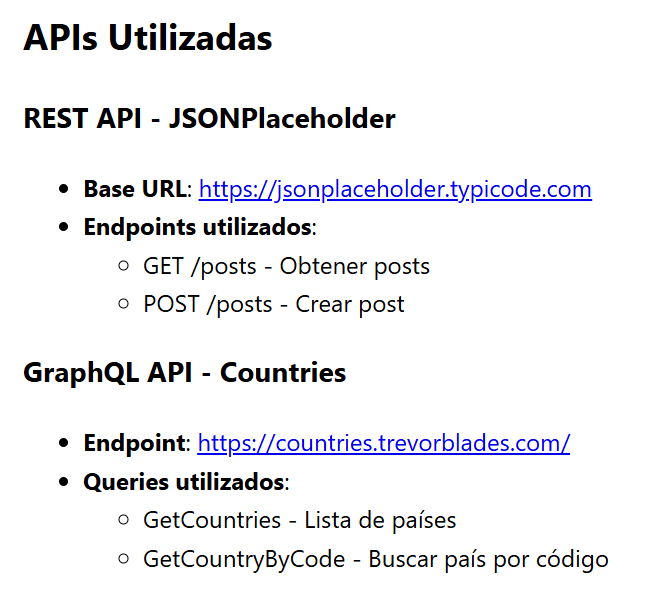 APIs Utilizadas
REST API - JSONPlaceholder
Base URL: https://jsonplaceholder.typicode.com
Endpoints utilizados:
GET /posts - Obtener posts
POST /posts - Crear post
GraphQL API - Countries
Endpoint: https://countries.trevorblades.com/
Queries utilizados:
GetCountries - Lista de países
GetCountryByCode - Buscar país por código